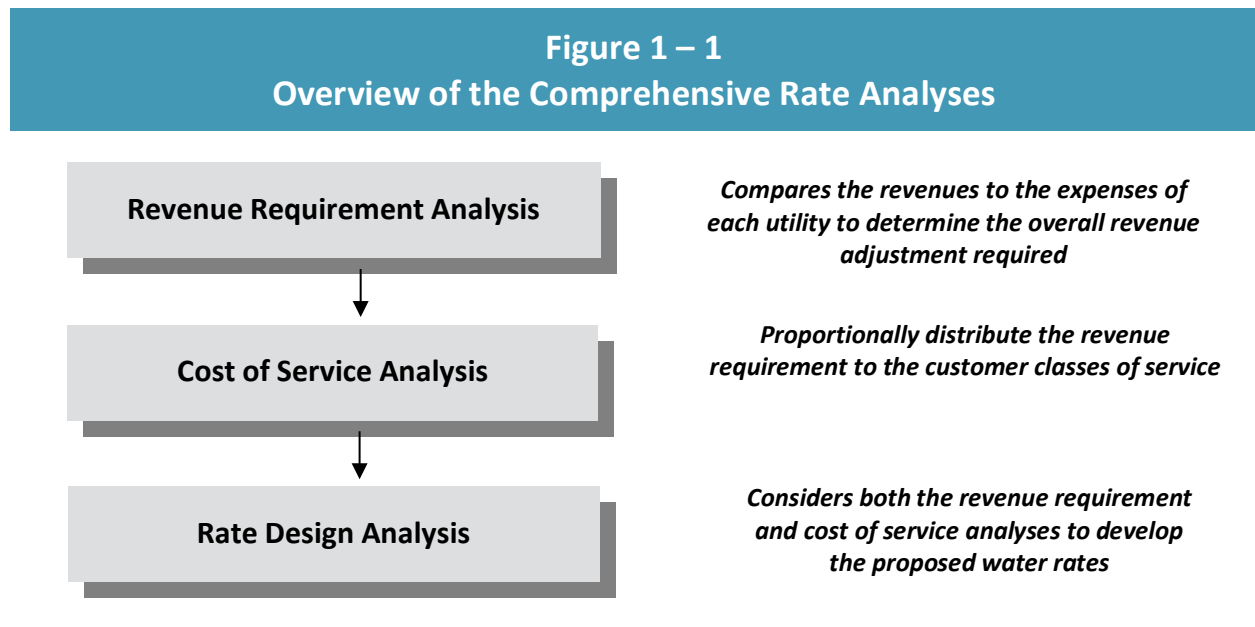 Figure 1 – 1
Overview of the Comprehensive Rate Analyses
Revenue Requirement Analysis
Compares the revenues to the expenses of
each utility to determine the overall revenue
adjustment required
Cost of Service Analysis
Proportionally distribute the revenue
requirement to the customer classes of service
Rate Design Analysis
Considers both the revenue requirement
and cost of service analyses to develop
the proposed water rates